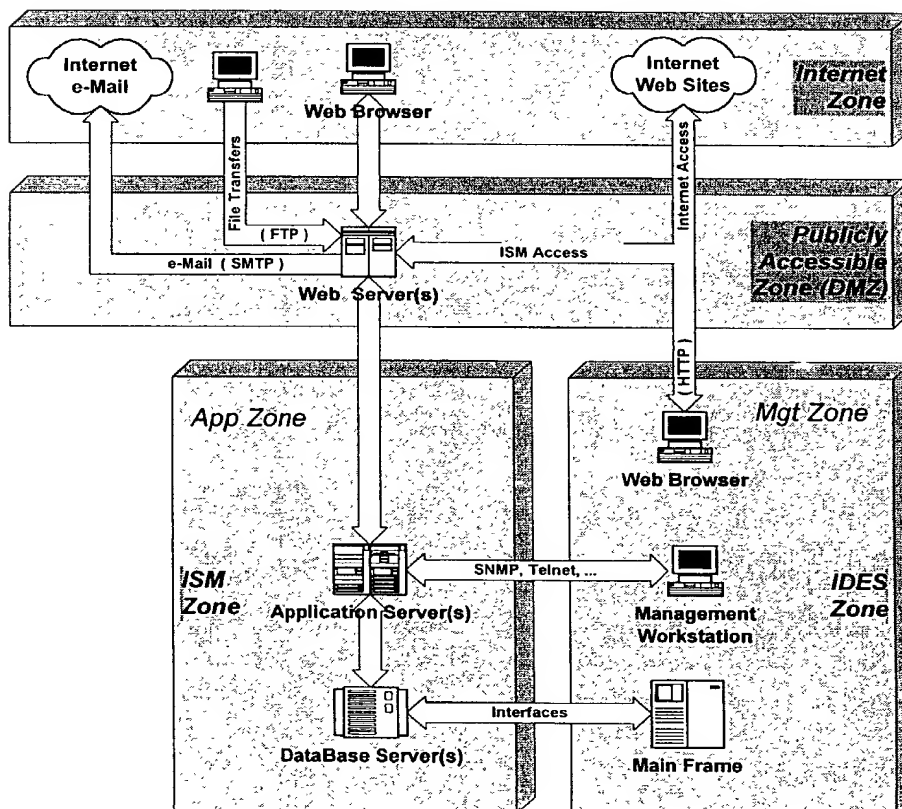 Internet
e-Mail
Web Browser
Internet
Web Sites
Internet
Zone
File Transfers
Internet Access
( FTP )
e-Mail ( SMTP )
ISM Access
Web Server(s)
Publicly
Accessible
Zone (DMZ)
(HTTP)
App Zone
Mgt Zone
Web Browser
ISM
Zone
SNMP, Telnet, ...
Application Server(s)
Management
Workstation
IDES
Zone
Interfaces
DataBase Server(s)
Main Frame